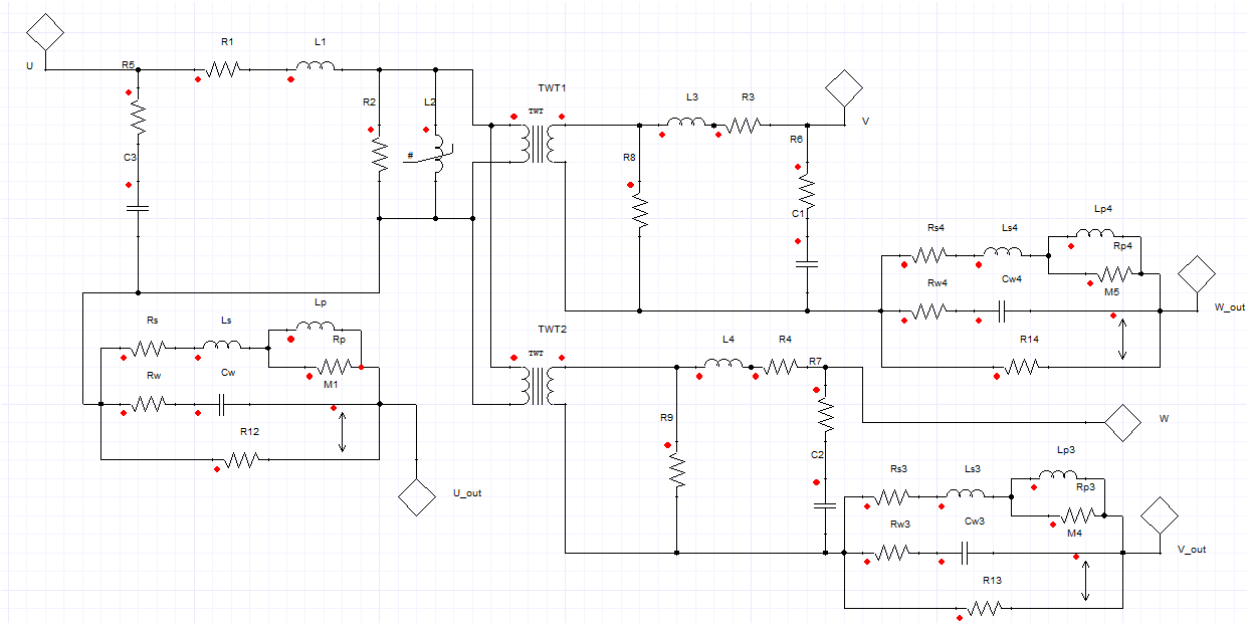 U
R5
R1
L1
R2
L2
#
TWT1
TWT
L3
R3
V
R6
R8
C3
C1
Rs4
Ls4
Lp4
Rp4
Rw4
Cw4
M5
W_out
R14
Lp
Rs
Ls
Rp
Rw
Cw
M1
R12
U_out
TWT2
TWT
L4
R4
R7
R9
W
C2
Rs3
Ls3
Lp3
Rp3
Rw3
Cw3
M4
V_out
R13